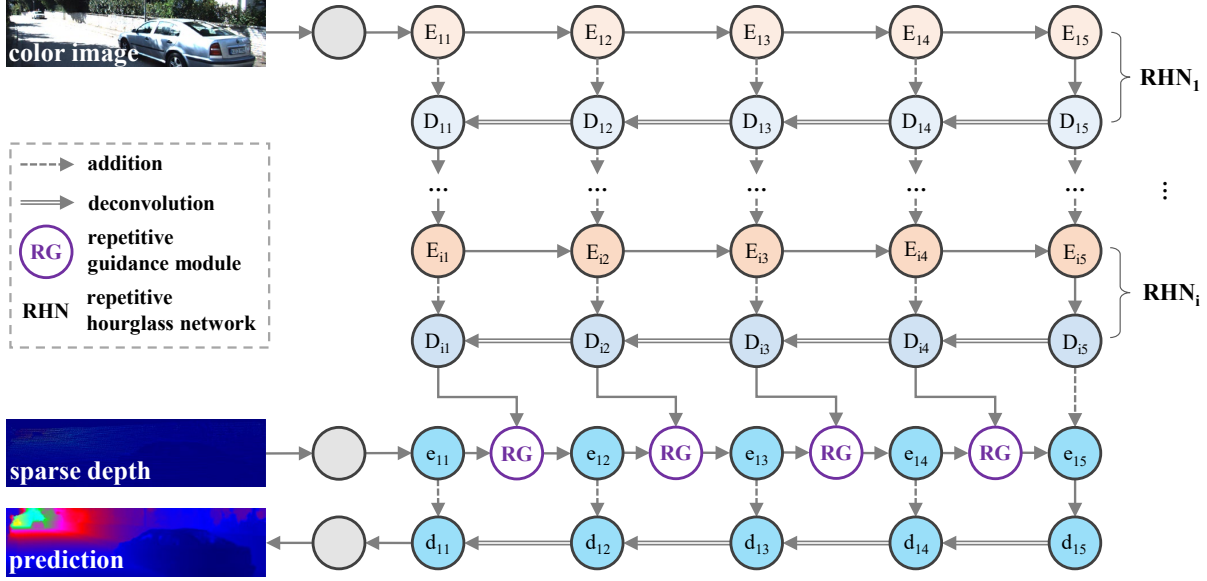 color image
E11 E12 E13 E14 E15
RHN1
D11 D12 D13 D14 D15
addition
deconvolution
RG repetitive
guidance module
RHN repetitive
hourglass network
... ... ... ... ... ⋮
Ei1 Ei2 Ei3 Ei4 Ei5
RHNi
Di1 Di2 Di3 Di4 Di5
sparse depth
e11 RG e12 RG e13 RG e14 RG e15
prediction
d11 d12 d13 d14 d15